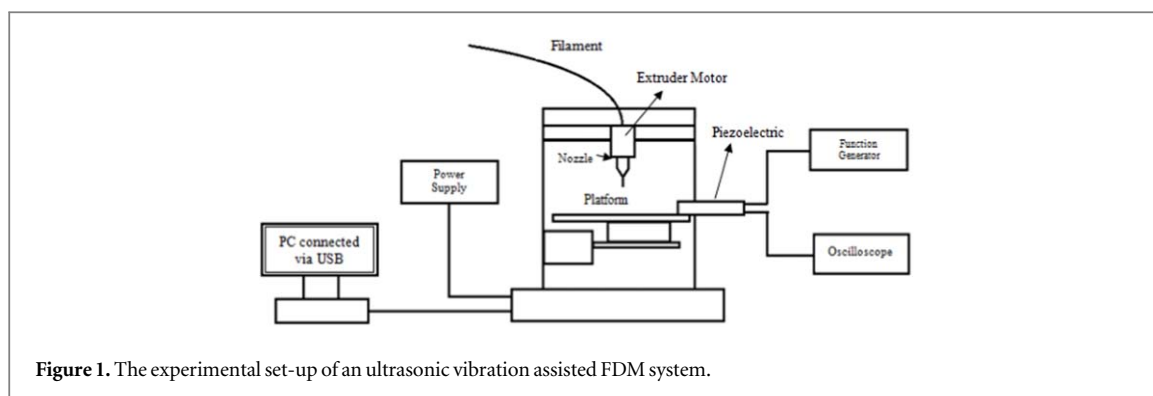 Filament
Extruder Motor
Piezoelectric
Function
Generator
Nozzle
Power
Supply
Platform
PC connected
via USB
Oscilloscope
Figure 1. The experimental set-up of an ultrasonic vibration assisted FDM system.